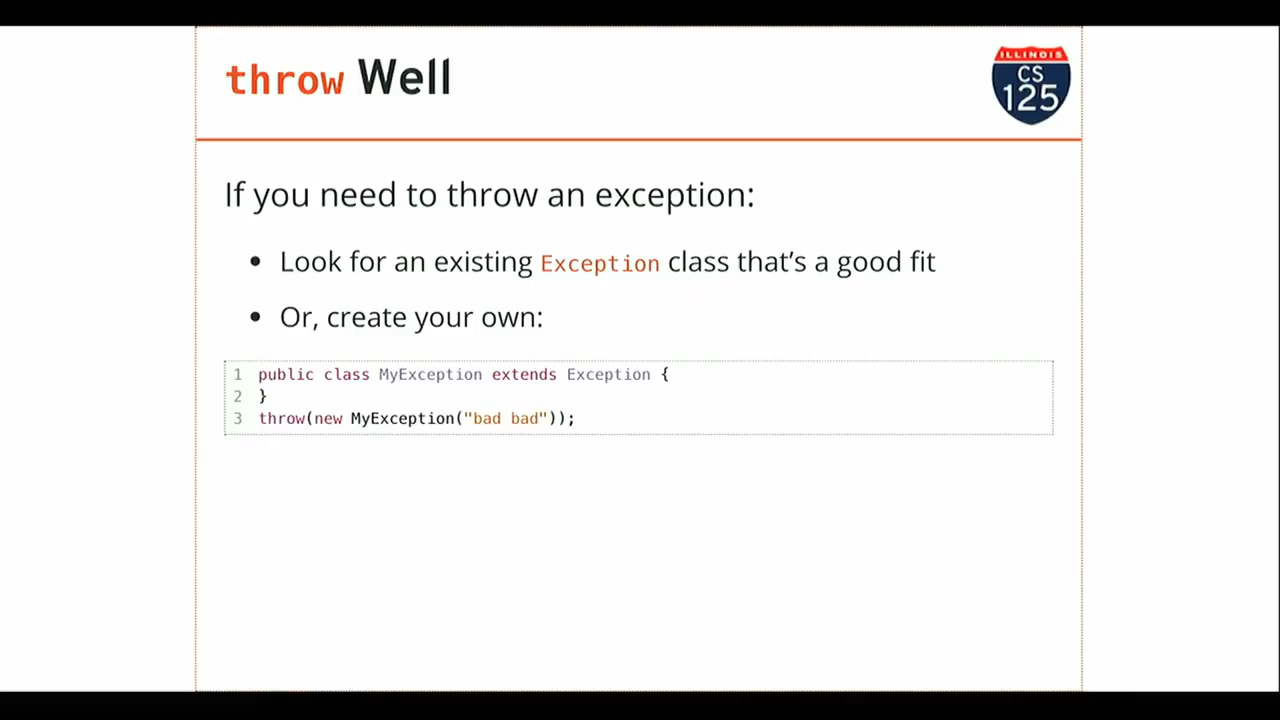 throw Well
ILLINOIS
CS
125
If you need to throw an exception:
• Look for an existing Exception class that's a good fit
• Or, create your own:
1 public class MyException extends Exception {
2 }
3 throw(new MyException("bad bad"));